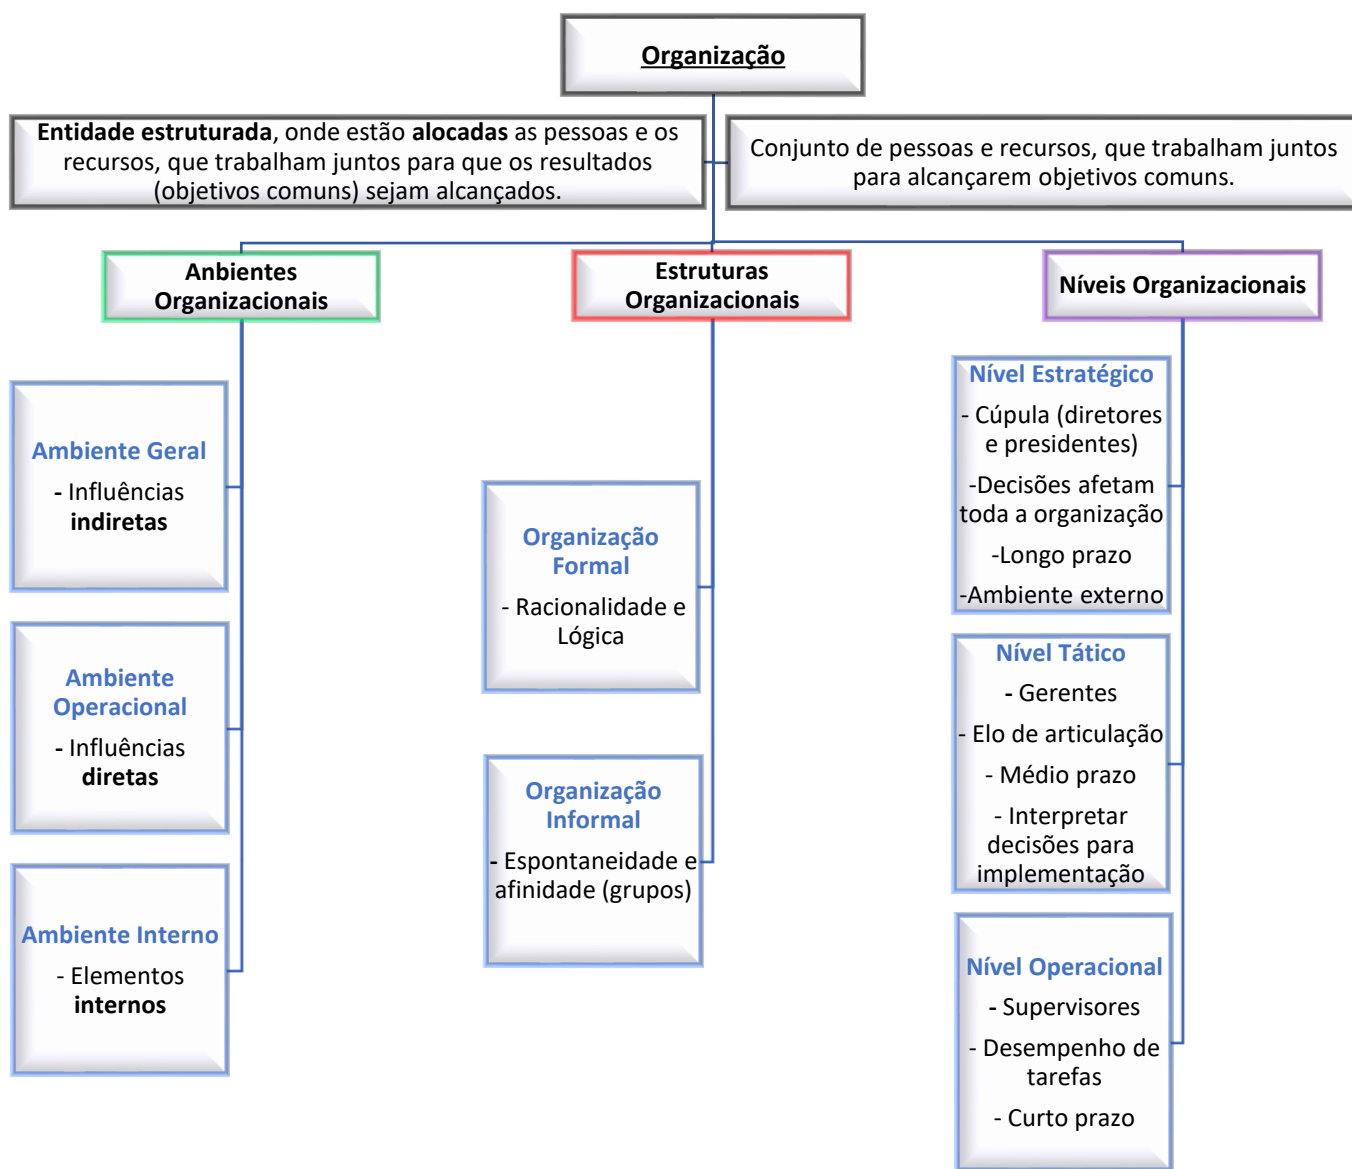 Organização
Entidade estruturada, onde estão alocadas as pessoas e os
recursos, que trabalham juntos para que os resultados
(objetivos comuns) sejam alcançados.
Conjunto de pessoas e recursos, que trabalham juntos
para alcançarem objetivos comuns.
Anbientes
Organizacionais
Ambiente Geral
- Influências
indiretas
Ambiente
Operacional
- Influências
diretas
Ambiente Interno
- Elementos
internos
Estruturas
Organizacionais
Organização
Formal
- Racionalidade e
Lógica
Organização
Informal
- Espontaneidade e
afinidade (grupos)
Níveis Organizacionais
Nível Estratégico
- Cúpula (diretores
e presidentes)
-Decisões afetam
toda a organização
-Longo prazo
-Ambiente externo
Nível Tático
- Gerentes
- Elo de articulação
- Médio prazo
- Interpretar
decisões para
implementação
Nível Operacional
- Supervisores
- Desempenho de
tarefas
- Curto prazo